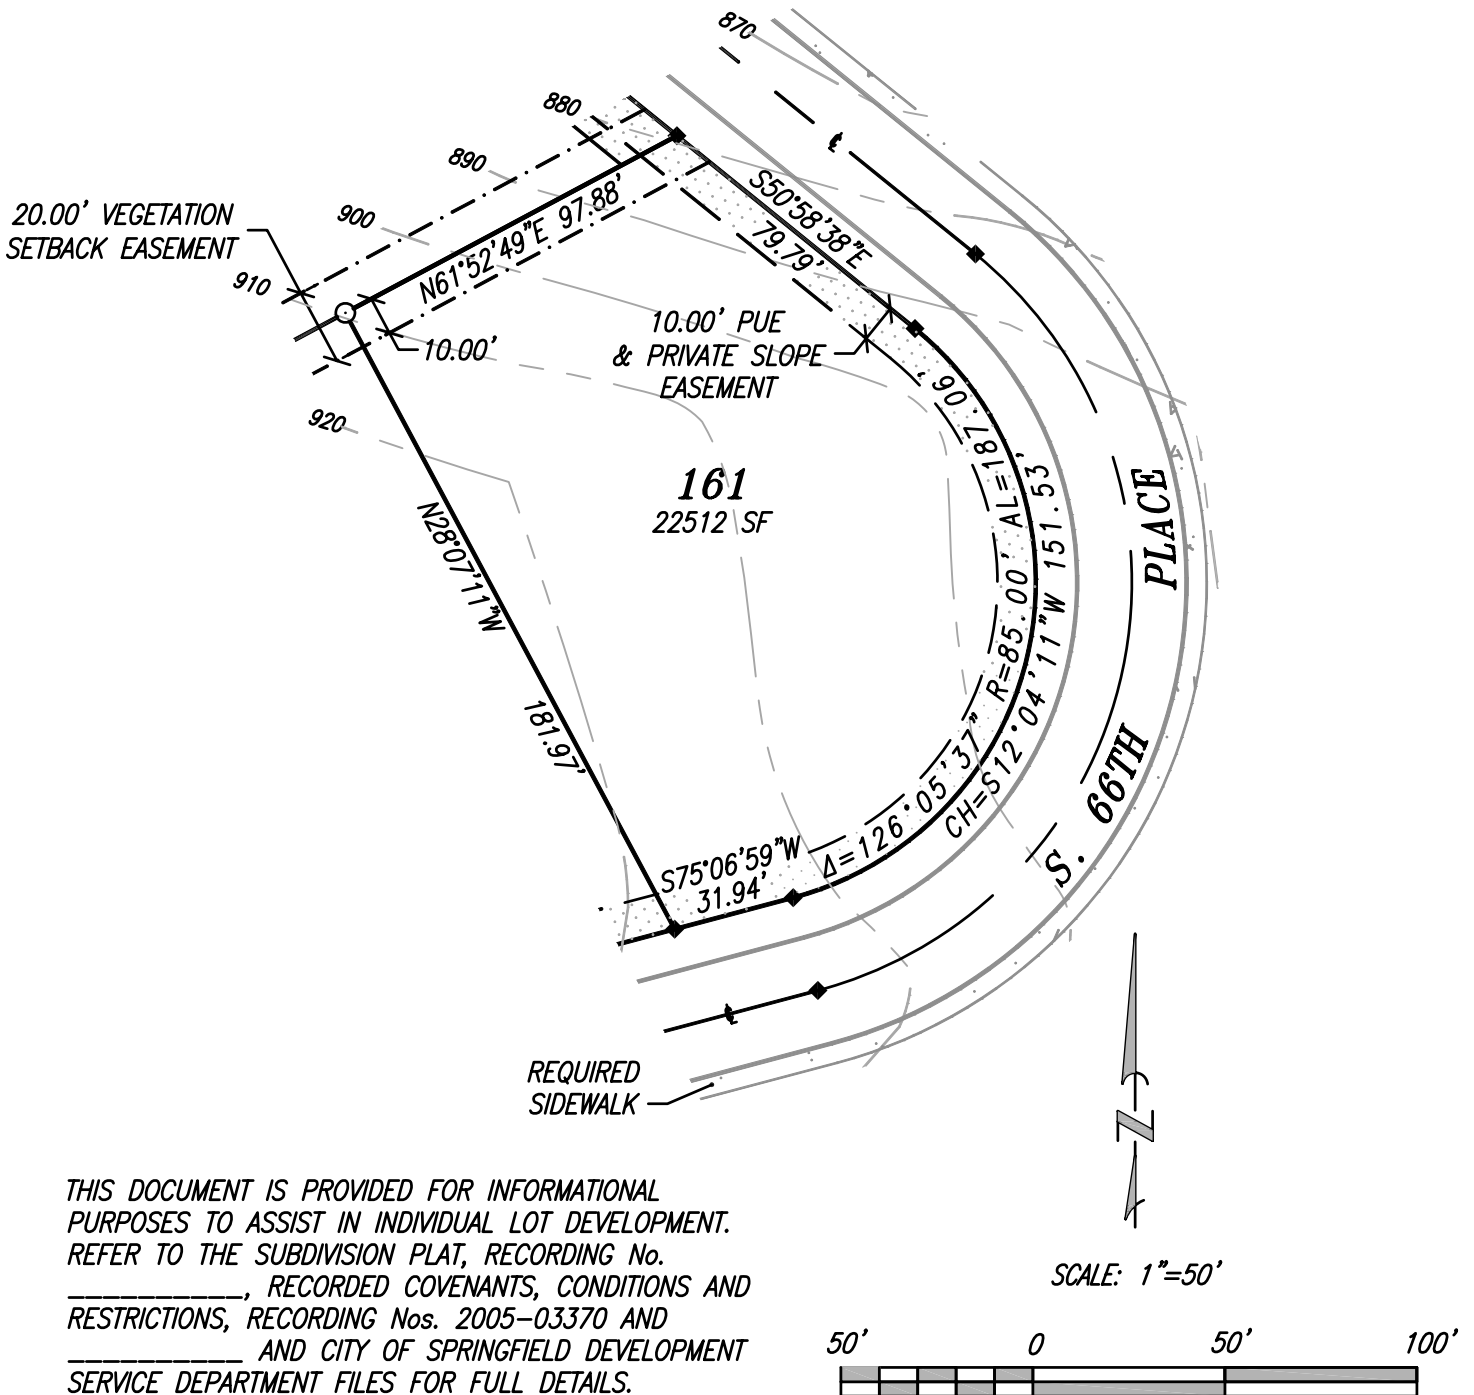 870
880
890
900
910
920
20.00' VEGETATION
SETBACK EASEMENT
N61°52'49"E 97.88'
10.00'
S50°58'38"E
79.79'
10.00' PUE
& PRIVATE SLOPE
EASEMENT
161
22512 SF
N28°07'11"W
181.97'
S75°06'59"W
31.94'
Δ=126°05'37" R=85.00' AL=187.06'
CH=S12°04'11"W 151.53'
S. 66TH PLACE
REQUIRED
SIDEWALK
N
THIS DOCUMENT IS PROVIDED FOR INFORMATIONAL
PURPOSES TO ASSIST IN INDIVIDUAL LOT DEVELOPMENT.
REFER TO THE SUBDIVISION PLAT, RECORDING No.
__________, RECORDED COVENANTS, CONDITIONS AND
RESTRICTIONS, RECORDING Nos. 2005-03370 AND
__________ AND CITY OF SPRINGFIELD DEVELOPMENT
SERVICE DEPARTMENT FILES FOR FULL DETAILS.
SCALE: 1"=50'
50' 0 50' 100'